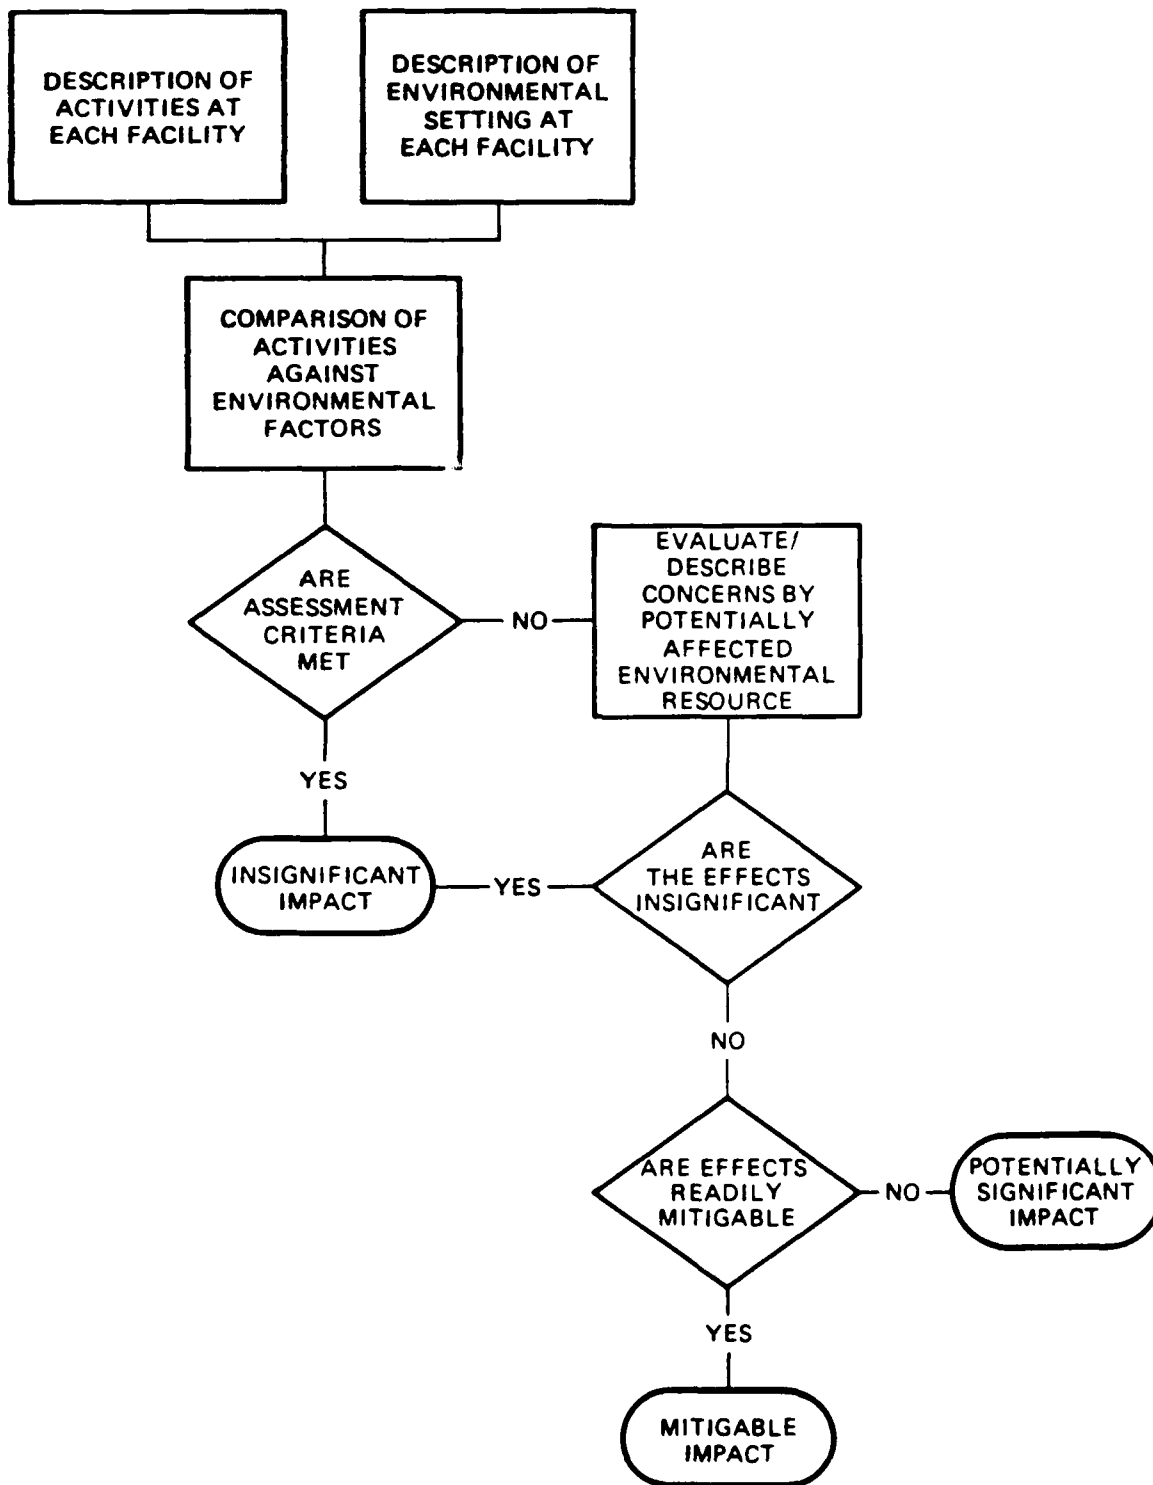 DESCRIPTION OF
ACTIVITIES AT
EACH FACILITY
DESCRIPTION OF
ENVIRONMENTAL
SETTING AT
EACH FACILITY
COMPARISON OF
ACTIVITIES
AGAINST
ENVIRONMENTAL
FACTORS
ARE
ASSESSMENT
CRITERIA
MET
NO
EVALUATE/
DESCRIBE
CONCERNS BY
POTENTIALLY
AFFECTED
ENVIRONMENTAL
RESOURCE
YES
INSIGNIFICANT
IMPACT
YES
ARE
THE EFFECTS
INSIGNIFICANT
NO
ARE EFFECTS
READILY
MITIGABLE
NO
POTENTIALLY
SIGNIFICANT
IMPACT
YES
MITIGABLE
IMPACT